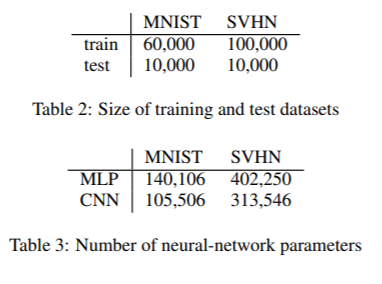 MNIST SVHN
train 60,000 100,000
test 10,000 10,000
Table 2: Size of training and test datasets
MNIST SVHN
MLP 140,106 402,250
CNN 105,506 313,546
Table 3: Number of neural-network parameters